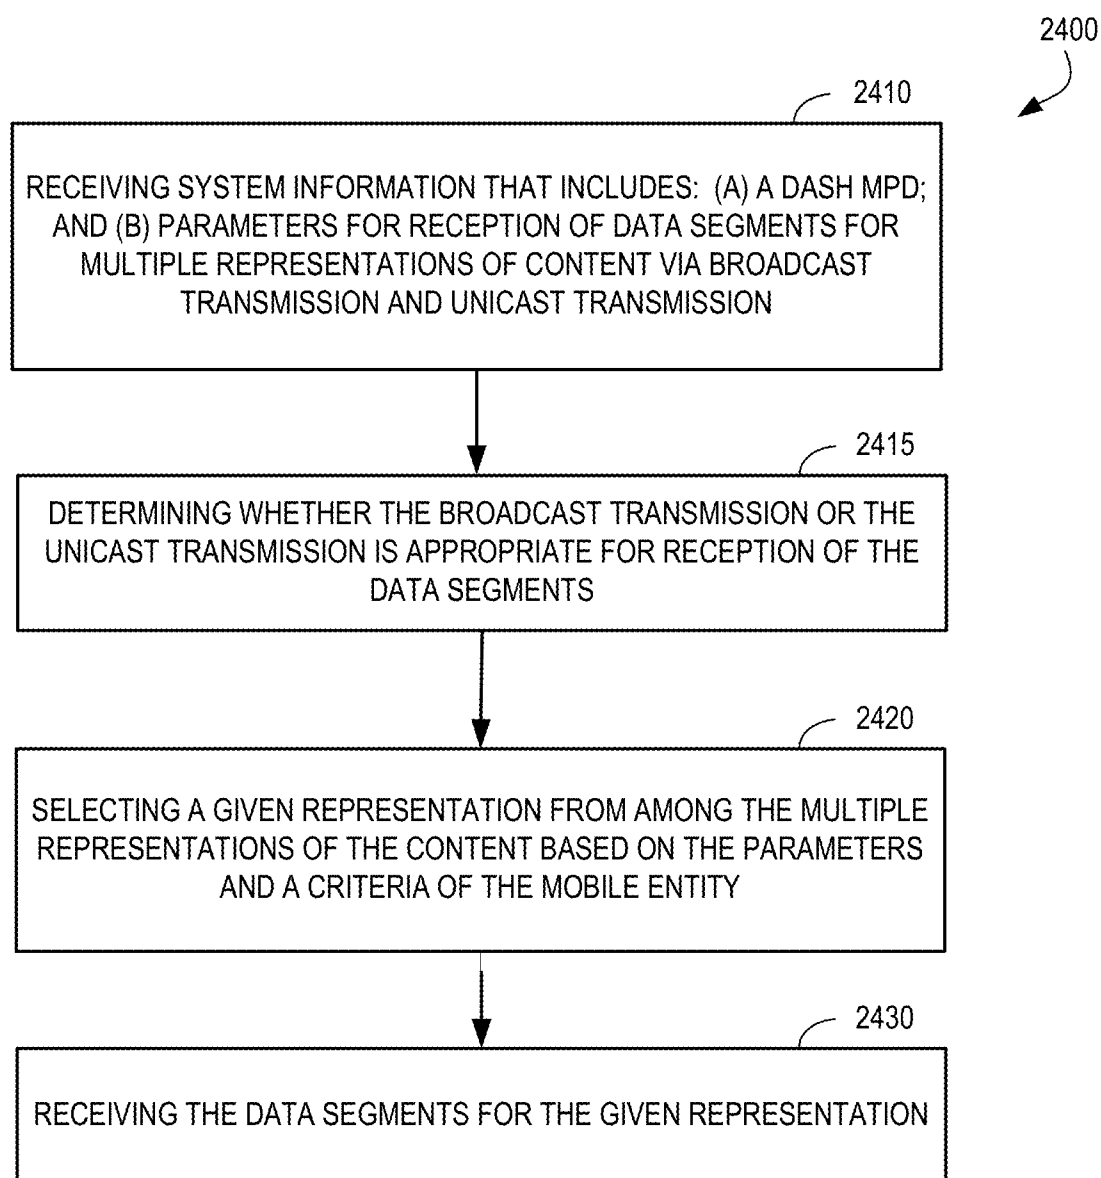 2400
2410
RECEIVING SYSTEM INFORMATION THAT INCLUDES: (A) A DASH MPD;
AND (B) PARAMETERS FOR RECEPTION OF DATA SEGMENTS FOR
MULTIPLE REPRESENTATIONS OF CONTENT VIA BROADCAST
TRANSMISSION AND UNICAST TRANSMISSION
2415
DETERMINING WHETHER THE BROADCAST TRANSMISSION OR THE
UNICAST TRANSMISSION IS APPROPRIATE FOR RECEPTION OF THE
DATA SEGMENTS
2420
SELECTING A GIVEN REPRESENTATION FROM AMONG THE MULTIPLE
REPRESENTATIONS OF THE CONTENT BASED ON THE PARAMETERS
AND A CRITERIA OF THE MOBILE ENTITY
2430
RECEIVING THE DATA SEGMENTS FOR THE GIVEN REPRESENTATION